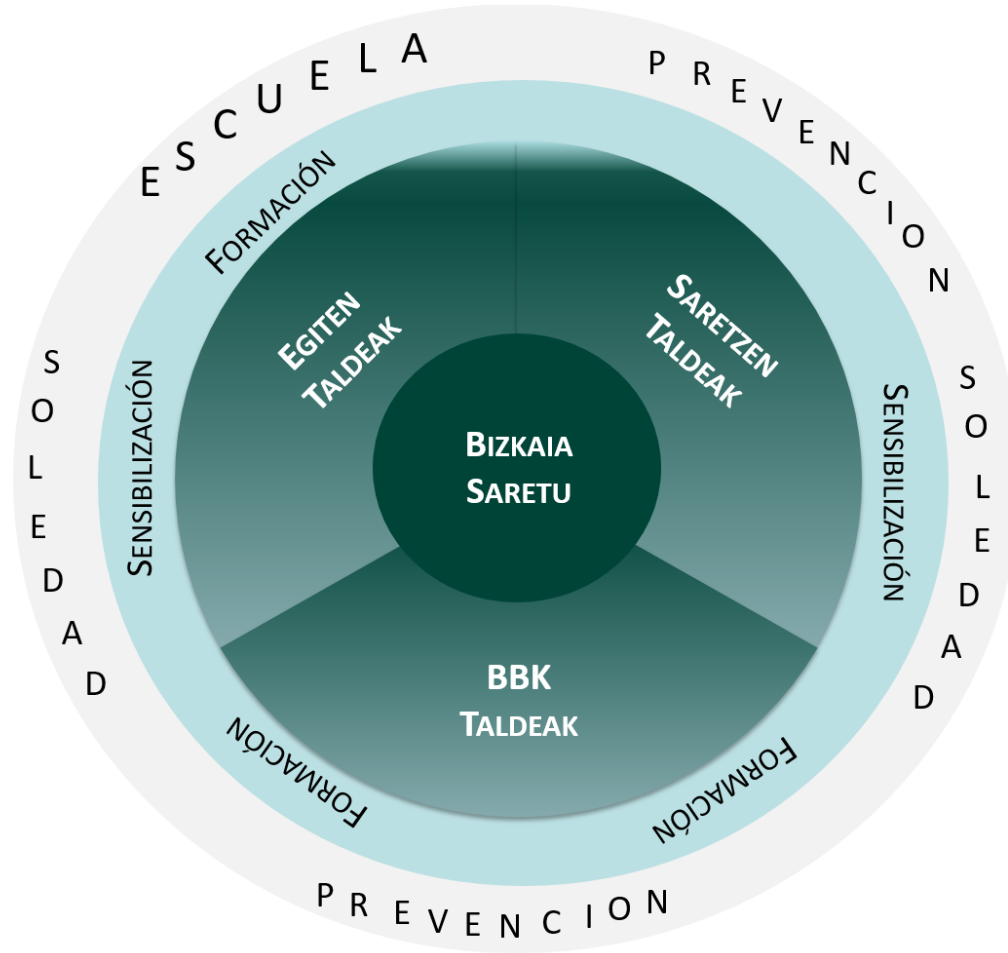 ESCUELA
PREVENCION
SOLEDAD
SOLEDAD
PREVENCION
FORMACIÓN
SENSIBILIZACIÓN
SENSIBILIZACIÓN
FORMACIÓN
FORMACIÓN
EGITEN
TALDEAK
SARETZEN
TALDEAK
BIZKAIA
SARETU
BBK
TALDEAK